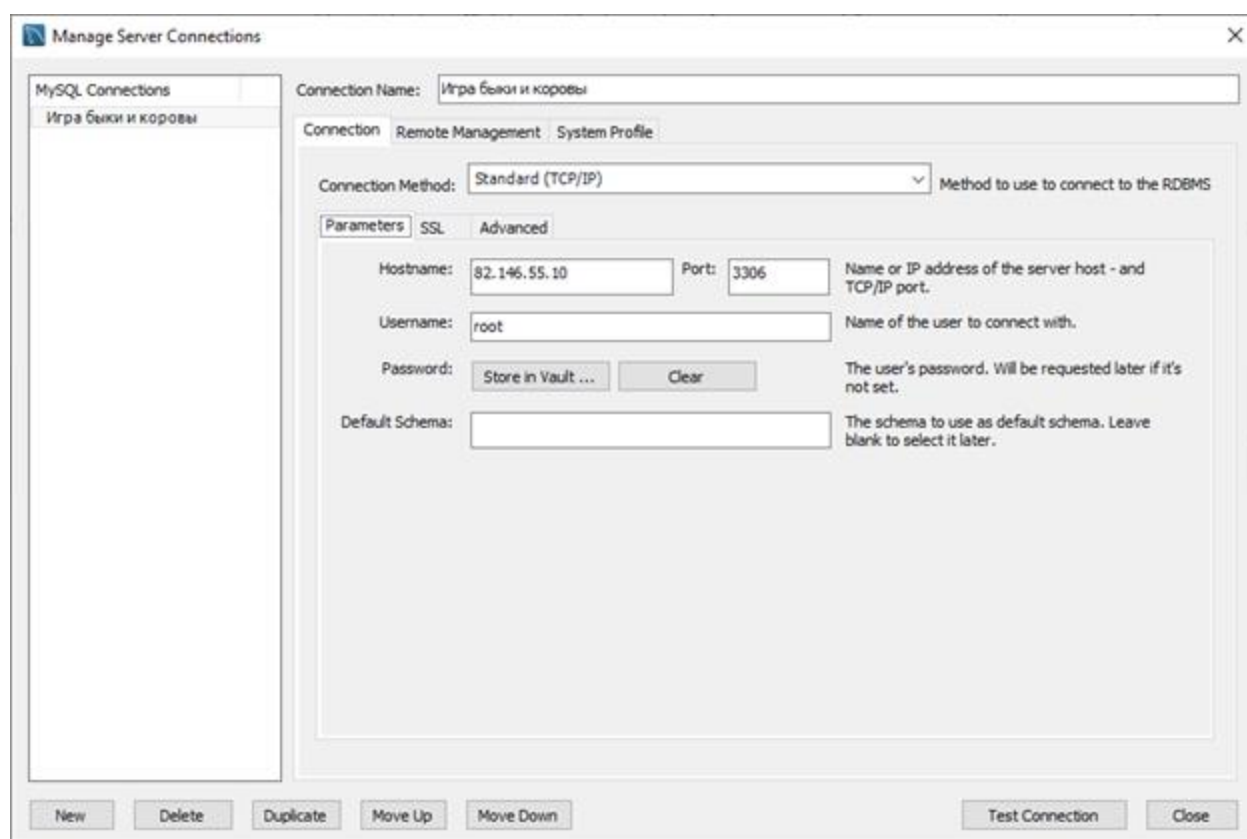 Manage Server Connections
MySQL Connections
Игра быки и коровы
Connection Name: Игра быки и коровы
Connection Remote Management System Profile
Connection Method: Standard (TCP/IP) Method to use to connect to the RDBMS
Parameters SSL Advanced
Hostname: 82.146.55.10 Port: 3306 Name or IP address of the server host - and
TCP/IP port.
Username: root Name of the user to connect with.
Password: Store in Vault ... Clear The user's password. Will be requested later if it's
not set.
Default Schema: The schema to use as default schema. Leave
blank to select it later.
New Delete Duplicate Move Up Move Down Test Connection Close